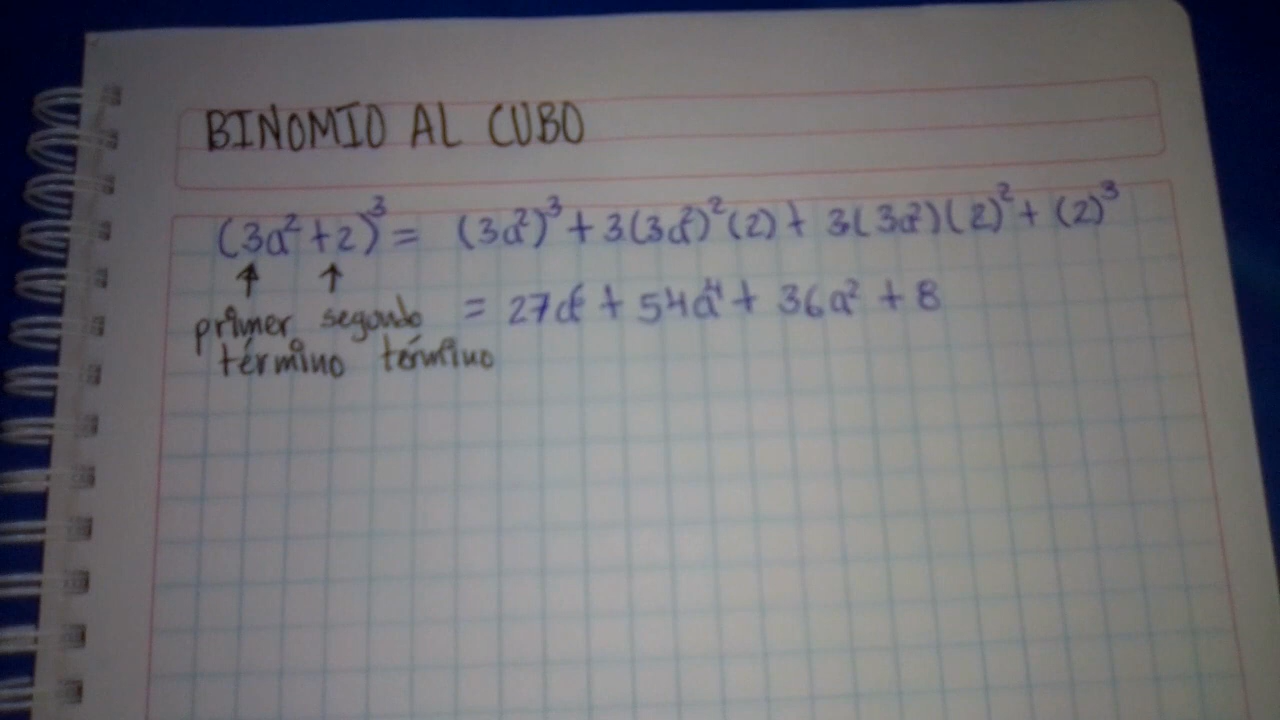 BINOMIO AL CUBO
(3a² + 2)³ = (3a²)³ + 3(3a²)²(2) + 3(3a²)(2)² + (2)³
↑ ↑
primer segundo = 27a⁶ + 54a⁴ + 36a² + 8
término término